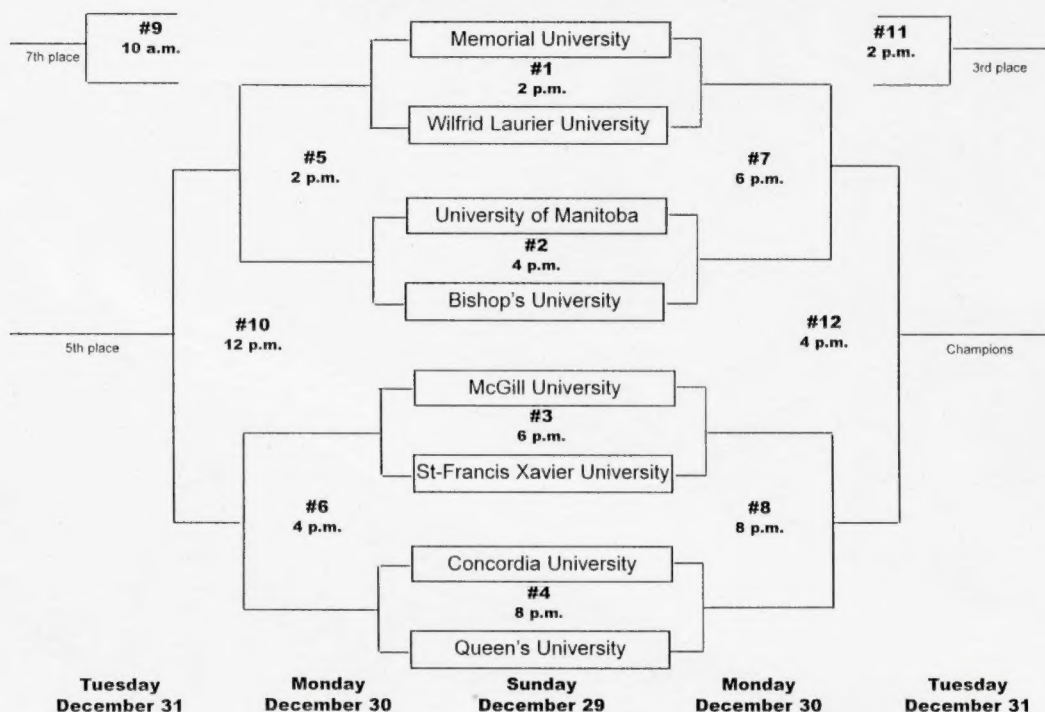 #9
10 a.m.
7th place
Memorial University
#1
2 p.m.
Wilfrid Laurier University
#11
2 p.m.
3rd place
#5
2 p.m.
#7
6 p.m.
University of Manitoba
#2
4 p.m.
Bishop's University
#10
12 p.m.
5th place
#12
4 p.m.
Champions
McGill University
#3
6 p.m.
St-Francis Xavier University
#6
4 p.m.
#8
8 p.m.
Concordia University
#4
8 p.m.
Queen's University
Tuesday
December 31
Monday
December 30
Sunday
December 29
Monday
December 30
Tuesday
December 31